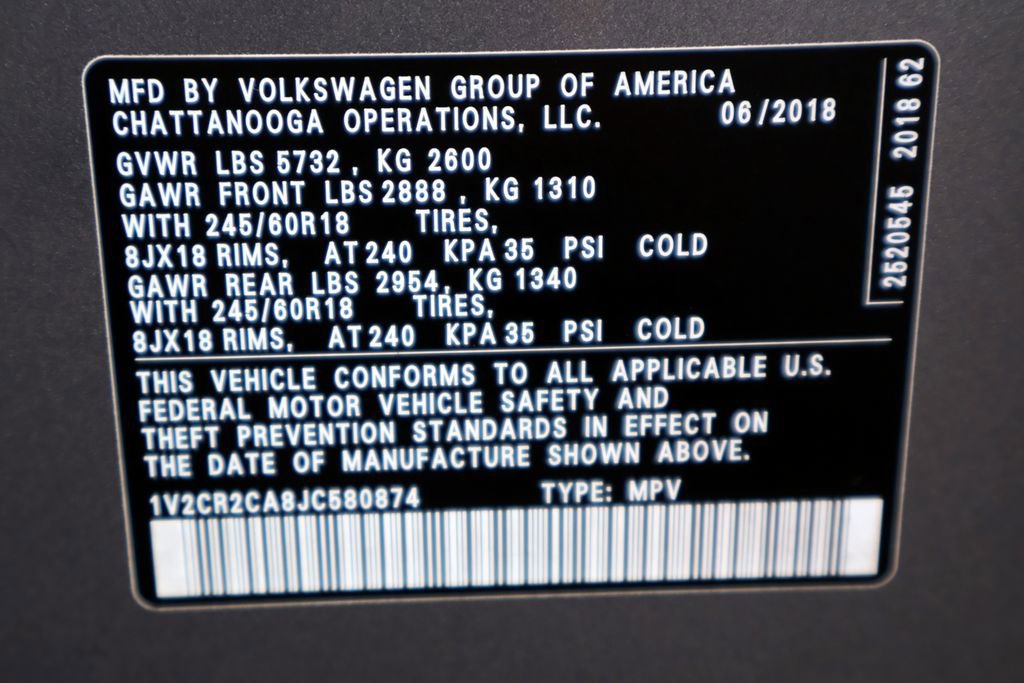 MFD BY VOLKSWAGEN GROUP OF AMERICA
CHATTANOOGA OPERATIONS, LLC. 06/2018
GVWR LBS 5732 , KG 2600
GAWR FRONT LBS 2888 , KG 1310
WITH 245/60R18 TIRES,
8JX18 RIMS, AT 240 KPA 35 PSI COLD
GAWR REAR LBS 2954, KG 1340
WITH 245/60R18 TIRES,
8JX18 RIMS, AT 240 KPA 35 PSI COLD
THIS VEHICLE CONFORMS TO ALL APPLICABLE U.S.
FEDERAL MOTOR VEHICLE SAFETY AND
THEFT PREVENTION STANDARDS IN EFFECT ON
THE DATE OF MANUFACTURE SHOWN ABOVE.
1V2CR2CA8JC580874 TYPE: MPV
2520545 2018 62